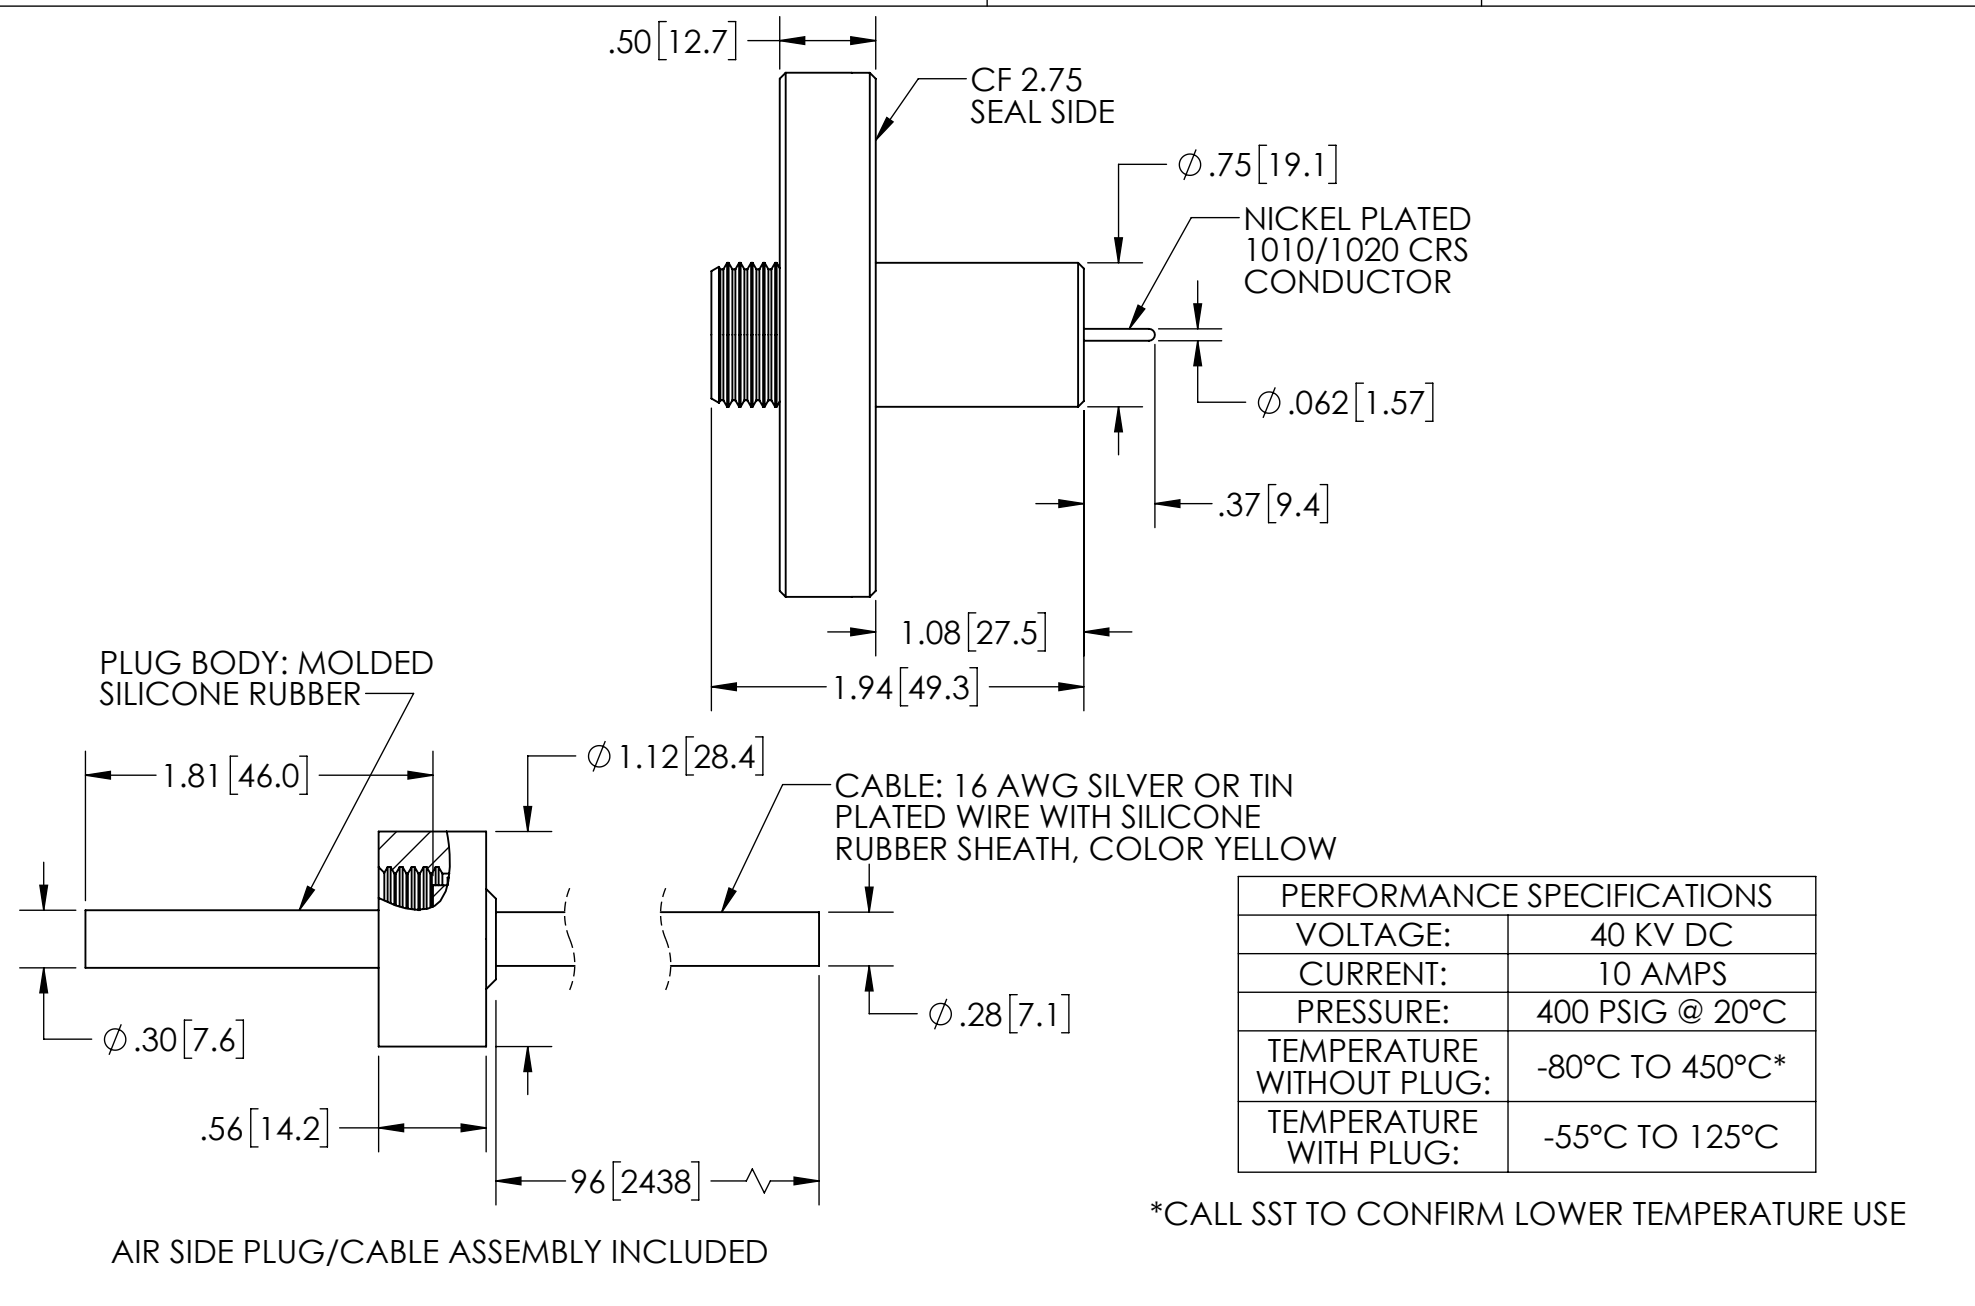 .50[12.7]
CF 2.75
SEAL SIDE
⌀.75[19.1]
NICKEL PLATED
1010/1020 CRS
CONDUCTOR
⌀.062[1.57]
.37[9.4]
1.08[27.5]
1.94[49.3]
PLUG BODY: MOLDED
SILICONE RUBBER
1.81[46.0]
⌀1.12[28.4]
CABLE: 16 AWG SILVER OR TIN
PLATED WIRE WITH SILICONE
RUBBER SHEATH, COLOR YELLOW
⌀.30[7.6]
⌀.28[7.1]
.56[14.2]
96[2438]
AIR SIDE PLUG/CABLE ASSEMBLY INCLUDED
PERFORMANCE SPECIFICATIONS
VOLTAGE: 40 KV DC
CURRENT: 10 AMPS
PRESSURE: 400 PSIG @ 20°C
TEMPERATURE
WITHOUT PLUG: -80°C TO 450°C*
TEMPERATURE
WITH PLUG: -55°C TO 125°C
*CALL SST TO CONFIRM LOWER TEMPERATURE USE